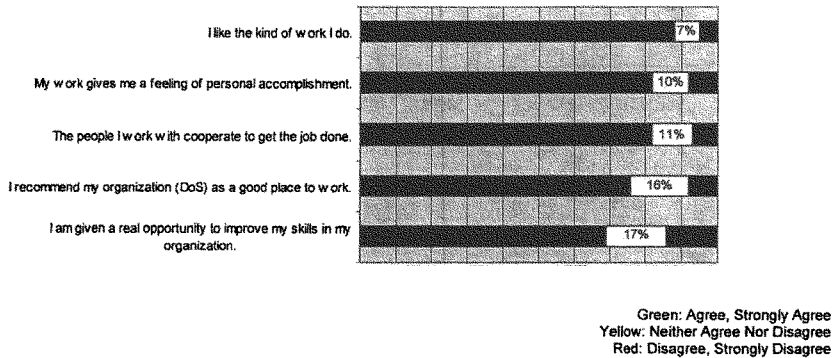 I like the kind of work I do.
7%
My work gives me a feeling of personal accomplishment.
10%
The people I work with cooperate to get the job done.
11%
I recommend my organization (DoS) as a good place to work.
16%
I am given a real opportunity to improve my skills in my
organization.
17%
Green: Agree, Strongly Agree
Yellow: Neither Agree Nor Disagree
Red: Disagree, Strongly Disagree